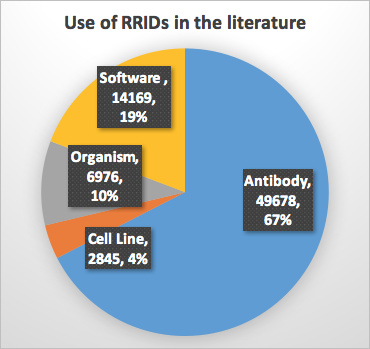 Use of RRIDs in the literature
Software ,
14169,
19%
Organism,
6976,
10%
Antibody,
49678,
67%
Cell Line,
2845, 4%